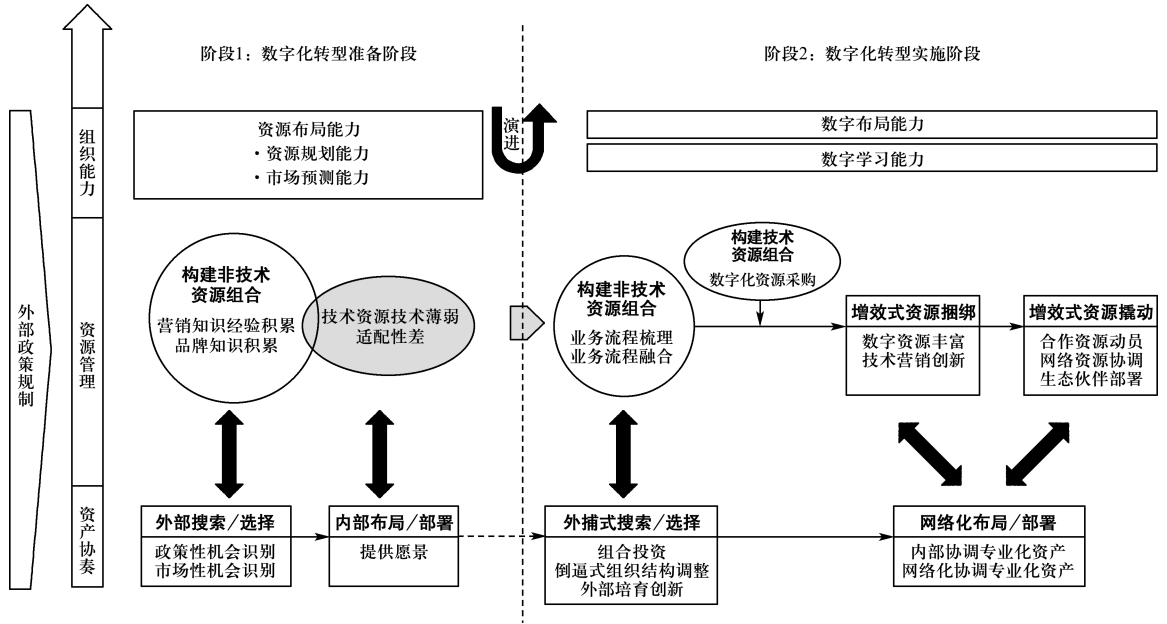 阶段1：数字化转型准备阶段
阶段2：数字化转型实施阶段
外部政策规制
组织能力
资源管理
资产协奏
资源布局能力
·资源规划能力
·市场预测能力
演进
数字布局能力
数字学习能力
构建非技术
资源组合
营销知识经验积累
品牌知识积累
技术资源技术薄弱
适配性差
构建非技术
资源组合
业务流程梳理
业务流程融合
构建技术
资源组合
数字化资源采购
增效式资源捆绑
数字资源丰富
技术营销创新
增效式资源撬动
合作资源动员
网络资源协调
生态伙伴部署
外部搜索/选择
政策性机会识别
市场性机会识别
内部布局/部署
提供愿景
外捕式搜索/选择
组合投资
倒逼式组织结构调整
外部培育创新
网络化布局/部署
内部协调专业化资产
网络化协调专业化资产